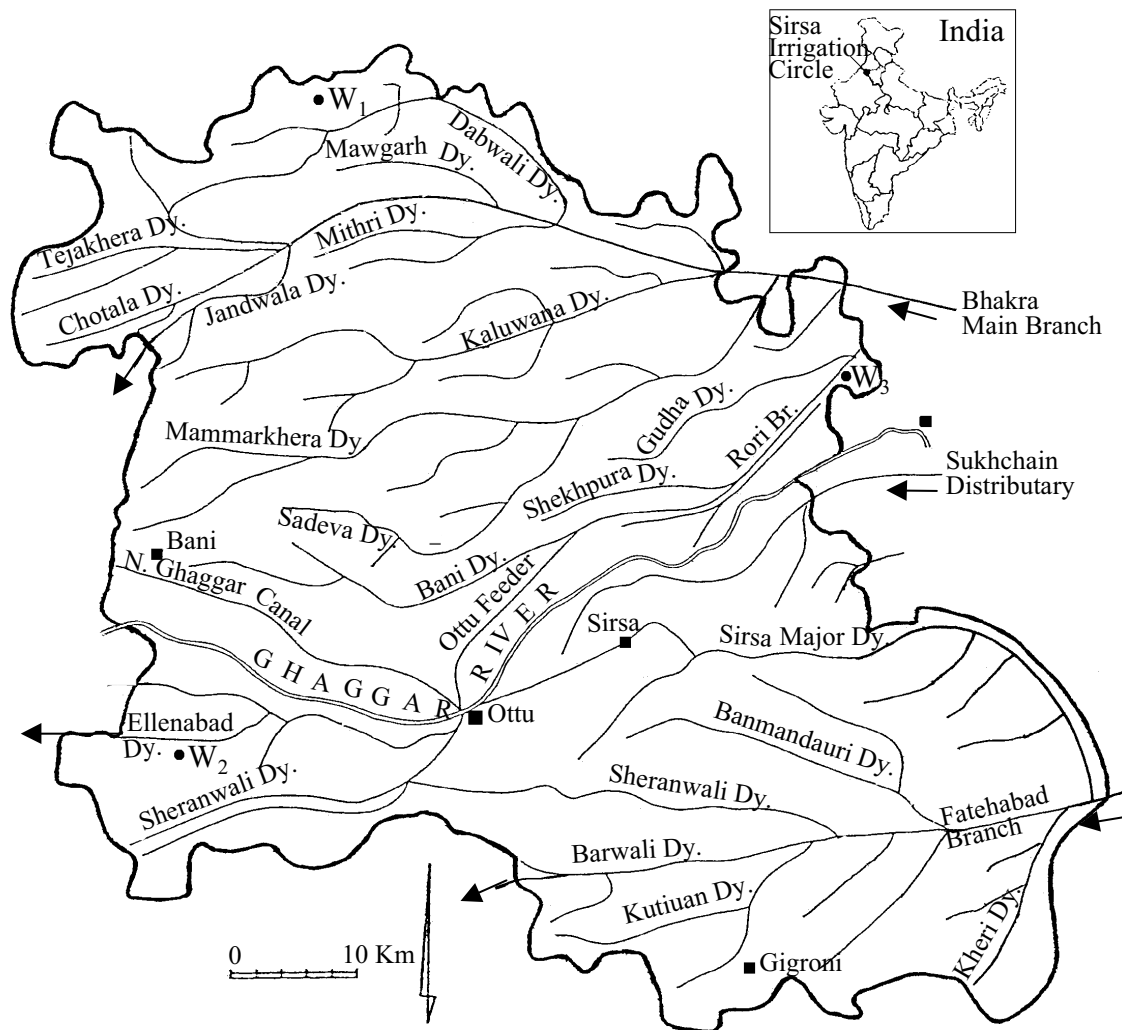 Sirsa
Irrigation
Circle
India
W1
Mawgarh Dy.
Dabwali Dy.
Tejakhera Dy.
Mithri Dy.
Chotala Dy.
Jandwala Dy.
Kaluwana Dy.
Bhakra
Main Branch
W3
Gudha Dy.
Rori Br.
Mammarkhera Dy
Shekhpura Dy.
Sukhchain
Distributary
Sadeva Dy.
Bani
Bani Dy.
N. Ghaggar Canal
Ottu Feeder
GHAGGAR RIVER
Sirsa
Sirsa Major Dy.
Ottu
Ellenabad
Dy.
W2
Banmandauri Dy.
Sheranwali Dy.
Sheranwali Dy.
Fatehabad
Branch
Barwali Dy.
Kutiuan Dy.
Kheri Dy.
Gigroni
0 10 Km